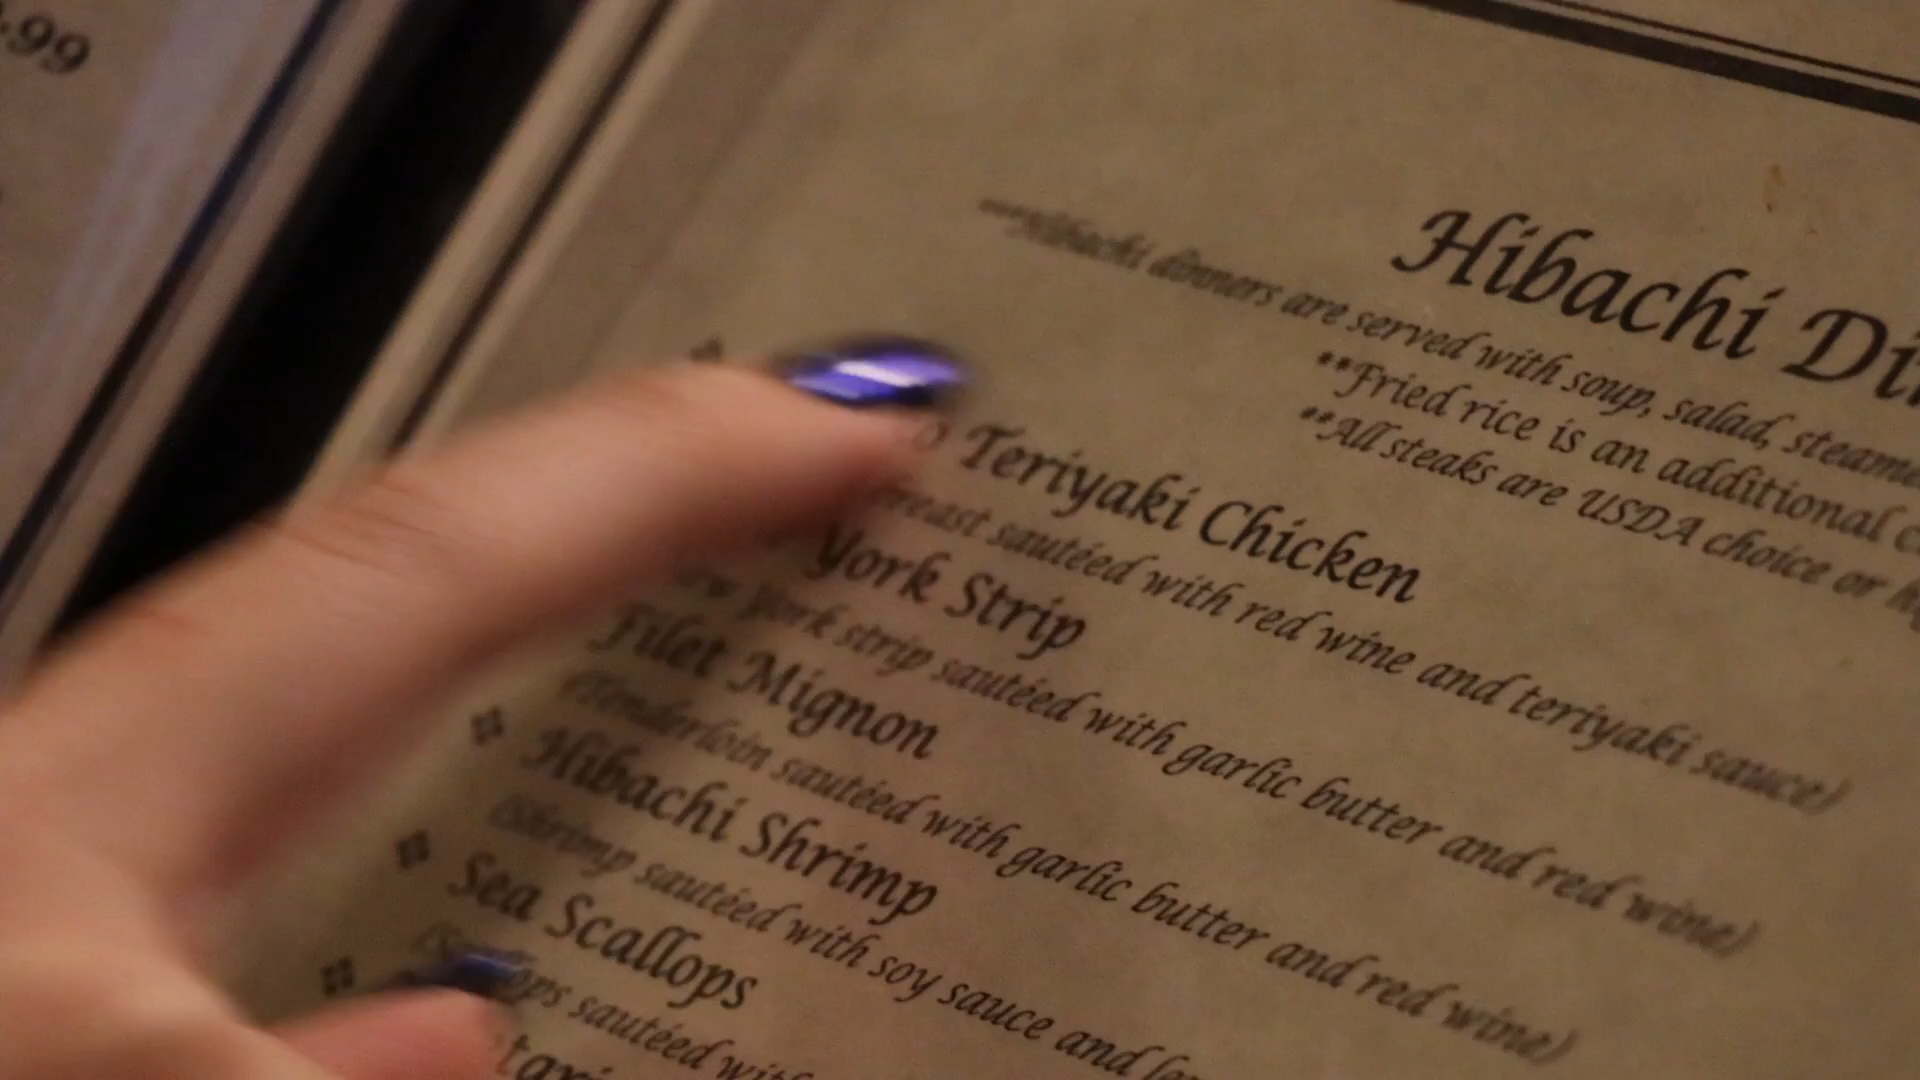 .99
Hibachi
**Hibachi dinners are served with soup, salad,
**Fried rice is an additional
**All steaks are USDA choice or
Teriyaki Chicken
breast sautéed with red wine and teriyaki sauce)
York Strip
York strip sautéed with garlic butter and red wine)
Filet Mignon
(Tenderloin sautéed with garlic butter and red wine)
Hibachi Shrimp
(Shrimp sautéed with soy sauce and
Sea Scallops
sautéed with